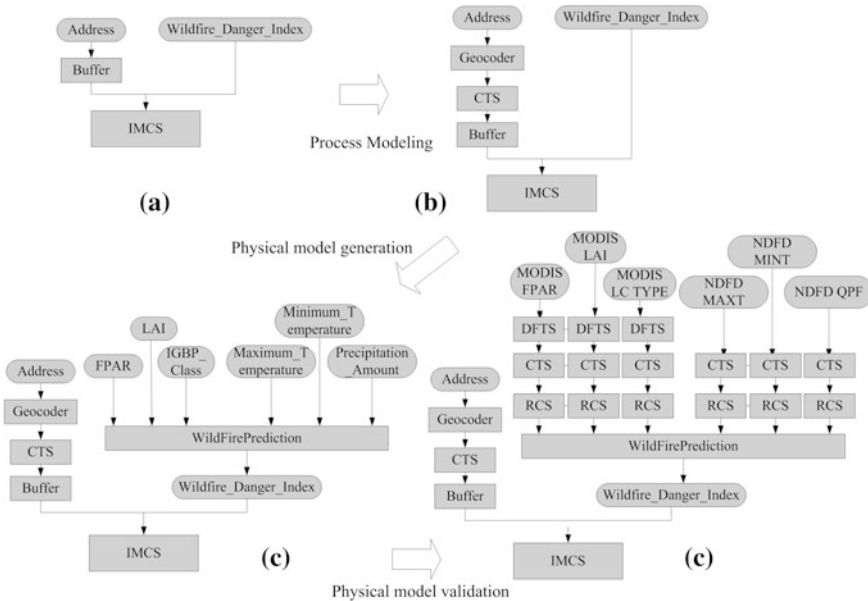 Address
Wildfire_Danger_Index
Buffer
IMCS
(a)
Process Modeling
Address
Wildfire_Danger_Index
Geocoder
CTS
Buffer
IMCS
(b)
Physical model generation
Address
Geocoder
CTS
Buffer
FPAR
LAI
IGBP_
Class
Maximum_T
emperature
Minimum_T
emperature
Precipitation
_Amount
WildFirePrediction
Wildfire_Danger_Index
IMCS
(c)
Physical model validation
Address
Geocoder
CTS
Buffer
MODIS
FPAR
MODIS
LAI
MODIS
LC TYPE
NDFD
MAXT
NDFD
MINT
NDFD QPF
DFTS
DFTS
DFTS
CTS
CTS
CTS
CTS
CTS
CTS
RCS
RCS
RCS
RCS
RCS
RCS
WildFirePrediction
Wildfire_Danger_Index
IMCS
(c)